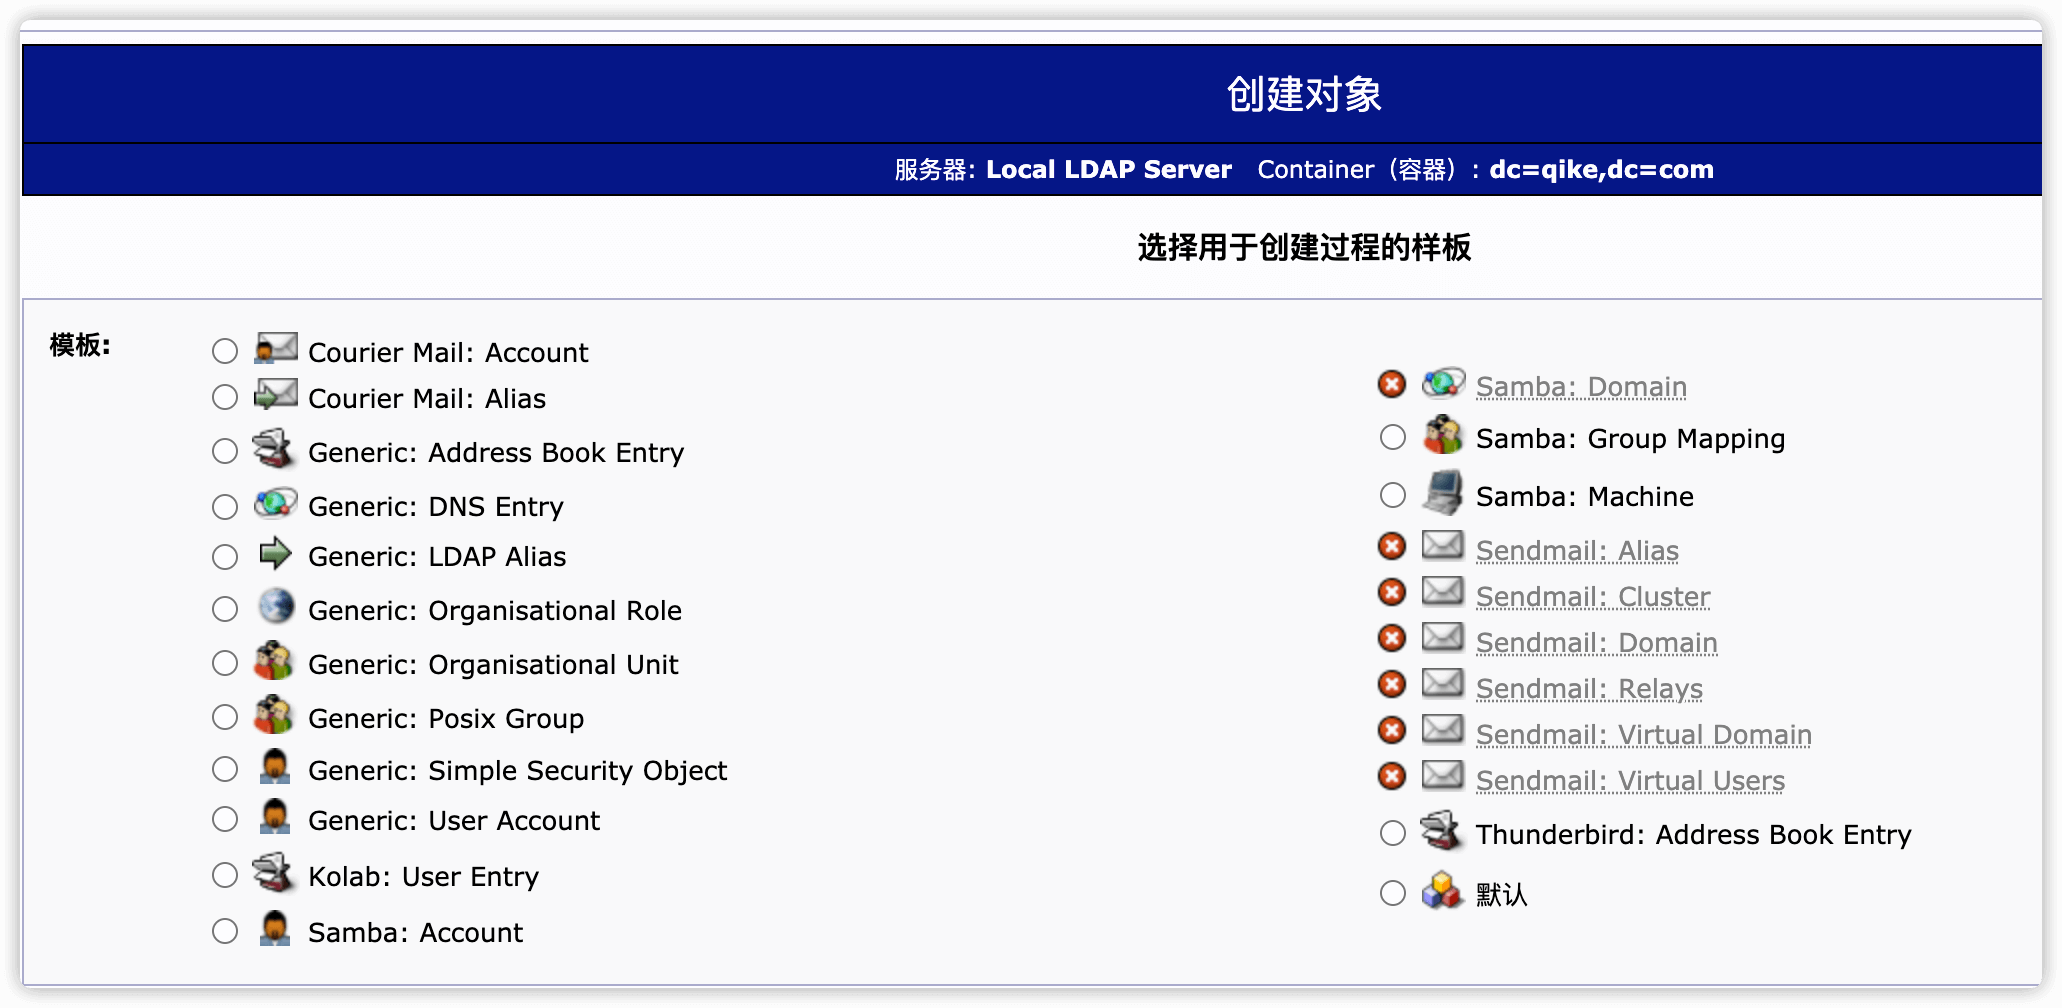 创建对象
服务器: Local LDAP Server Container（容器）: dc=qike,dc=com
选择用于创建过程的样板
模板:
Courier Mail: Account
Courier Mail: Alias
Generic: Address Book Entry
Generic: DNS Entry
Generic: LDAP Alias
Generic: Organisational Role
Generic: Organisational Unit
Generic: Posix Group
Generic: Simple Security Object
Generic: User Account
Kolab: User Entry
Samba: Account
Samba: Domain
Samba: Group Mapping
Samba: Machine
Sendmail: Alias
Sendmail: Cluster
Sendmail: Domain
Sendmail: Relays
Sendmail: Virtual Domain
Sendmail: Virtual Users
Thunderbird: Address Book Entry
默认